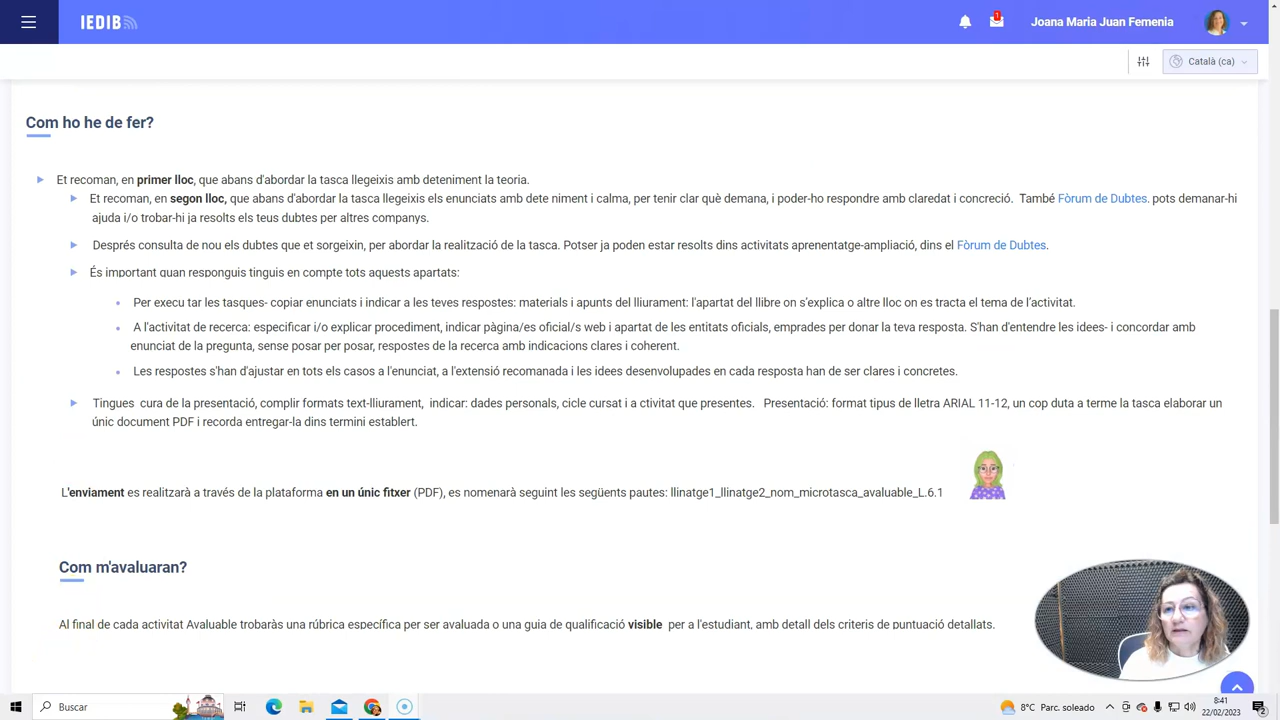 IEDIB
1
Joana Maria Juan Femenia
Català (ca)
Com ho he de fer?
Et recoman, en primer lloc, que abans d'abordar la tasca llegeixis amb deteniment la teoria.
Et recoman, en segon lloc, que abans d'abordar la tasca llegeixis els enunciats amb dete niment i calma, per tenir clar què demana, i poder-ho respondre amb claredat i concreció. També Fòrum de Dubtes. pots demanar-hi
ajuda i/o trobar-hi ja resolts els teus dubtes per altres companys.
Després consulta de nou els dubtes que et sorgeixin, per abordar la realització de la tasca. Potser ja poden estar resolts dins activitats aprenentatge-ampliació, dins el Fòrum de Dubtes.
És important quan responguis tinguis en compte tots aquests apartats:
Per execu tar les tasques- copiar enunciats i indicar a les teves respostes: materials i apunts del lliurament: l'apartat del llibre on s'explica o altre lloc on es tracta el tema de l'activitat.
A l'activitat de recerca: especificar i/o explicar procediment, indicar pàgina/es oficial/s web i apartat de les entitats oficials, emprades per donar la teva resposta. S'han d'entendre les idees- i concordar amb
enunciat de la pregunta, sense posar per posar, respostes de la recerca amb indicacions clares i coherent.
Les respostes s'han d'ajustar en tots els casos a l'enunciat, a l'extensió recomanada i les idees desenvolupades en cada resposta han de ser clares i concretes.
Tingues cura de la presentació, complir formats text-lliurament, indicar: dades personals, cicle cursat i a ctivitat que presentes. Presentació: format tipus de lletra ARIAL 11-12, un cop duta a terme la tasca elaborar un
únic document PDF i recorda entregar-la dins termini establert.
L'enviament es realitzarà a través de la plataforma en un únic fitxer (PDF), es nomenarà seguint les següents pautes: llinatge1_llinatge2_nom_microtasca_avaluable_L.6.1
Com m'avaluaran?
Al final de cada activitat Avaluable trobaràs una rúbrica específica per ser avaluada o una guia de qualificació visible per a l'estudiant, amb detall dels criteris de puntuació detallats.
Buscar
8°C Parc. soleado
8:41
22/02/2023
2